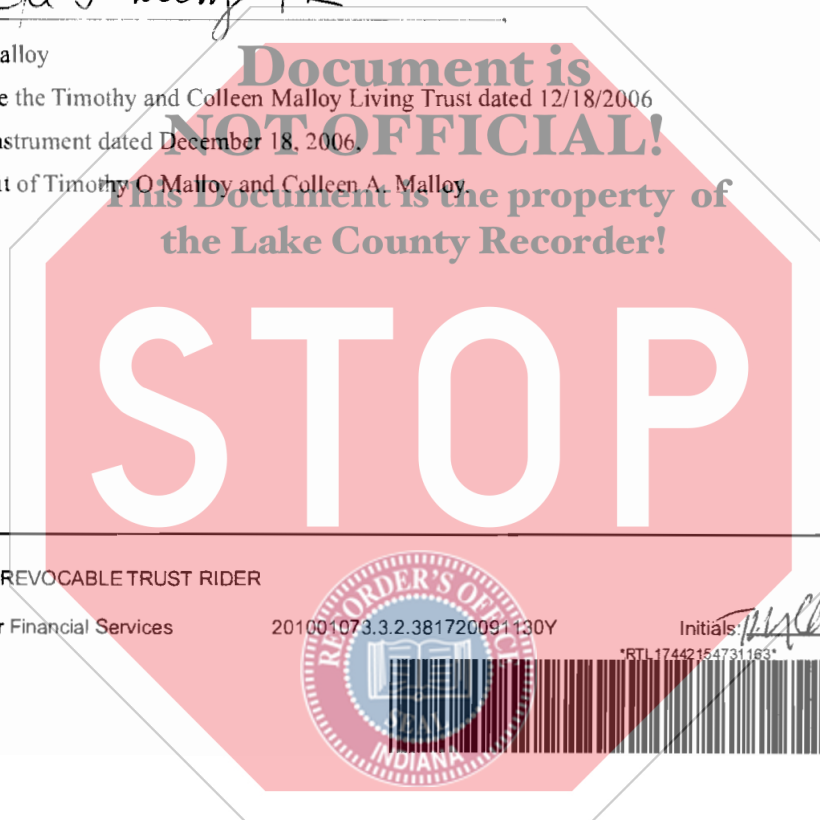 alloy
Document is
e the Timothy and Colleen Malloy Living Trust dated 12/18/2006
NOT OFFICIAL!
nstrument dated December 18, 2006,
t of Timothy O Malloy and Colleen A. Malloy.
This Document is the property of
the Lake County Recorder!
STOP
REVOCABLE TRUST RIDER
r Financial Services 201001073.3.2.381720091130Y Initials:
*RTL17442154731163*
RECORDER'S OFFICE
SEAL
INDIANA